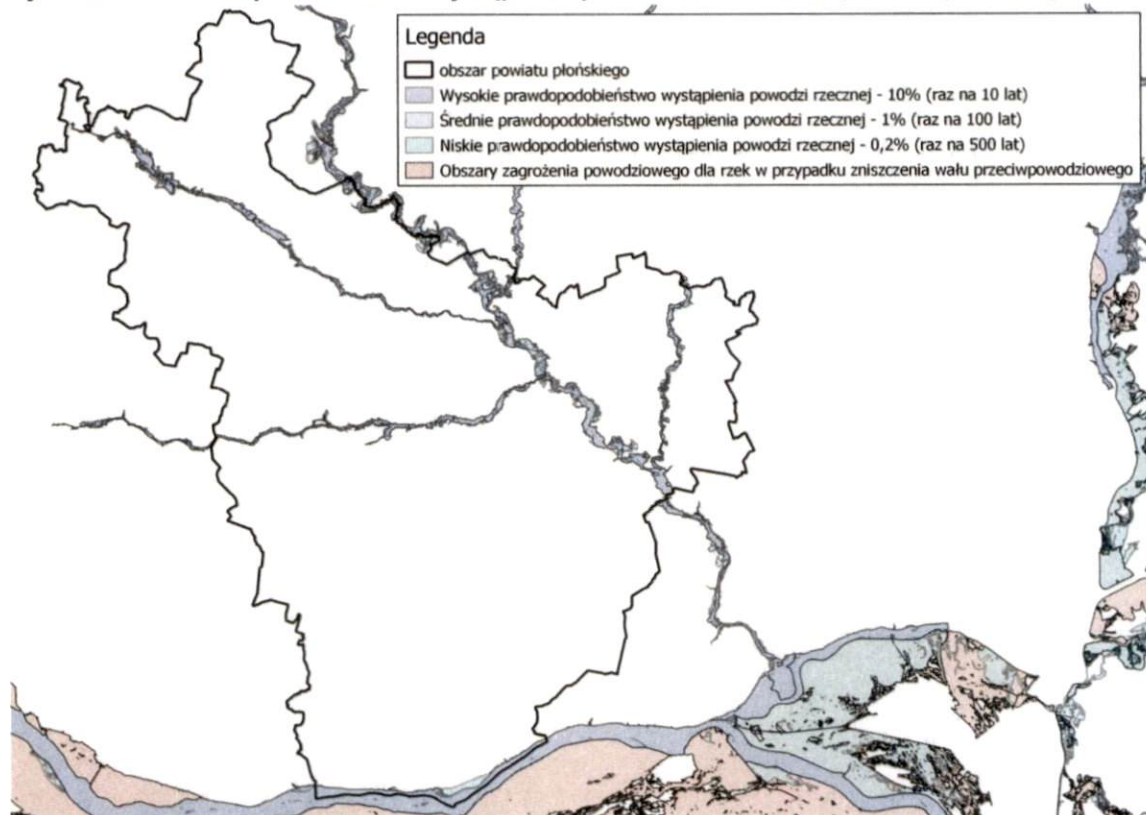 Legenda
obszar powiatu płońskiego
Wysokie prawdopodobieństwo wystąpienia powodzi rzecznej - 10% (raz na 10 lat)
Średnie prawdopodobieństwo wystąpienia powodzi rzecznej - 1% (raz na 100 lat)
Niskie prawdopodobieństwo wystąpienia powodzi rzecznej - 0,2% (raz na 500 lat)
Obszary zagrożenia powodziowego dla rzek w przypadku zniszczenia wału przeciwpowodziowego